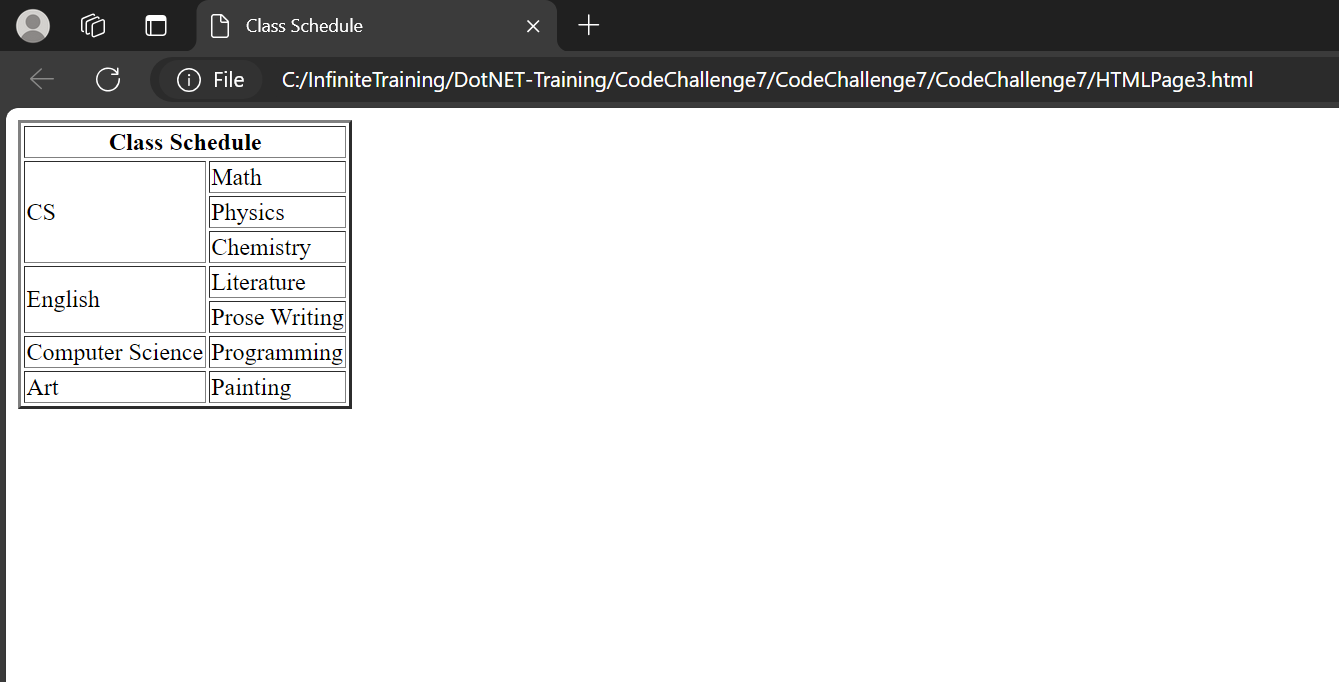 Class Schedule
File C:/InfiniteTraining/DotNET-Training/CodeChallenge7/CodeChallenge7/CodeChallenge7/HTMLPage3.html
Class Schedule
CS
Math
Physics
Chemistry
English
Literature
Prose Writing
Computer Science Programming
Art Painting